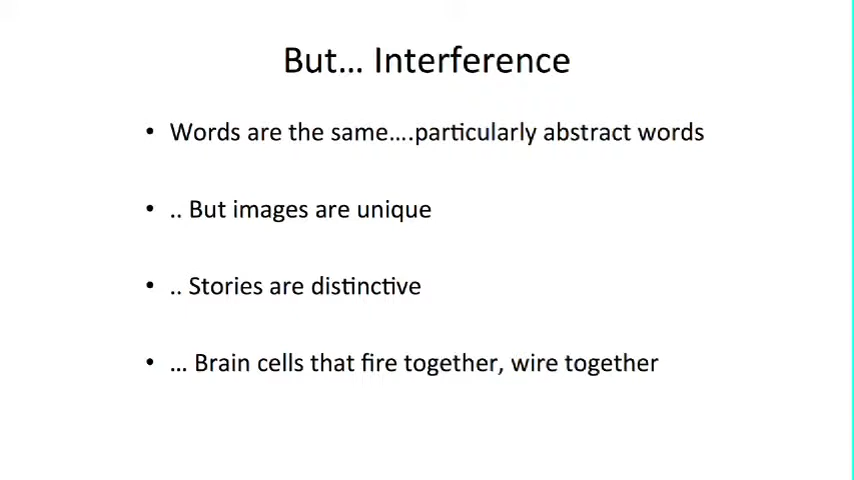 But… Interference
• Words are the same….particularly abstract words
• .. But images are unique
• .. Stories are distinctive
• … Brain cells that fire together, wire together